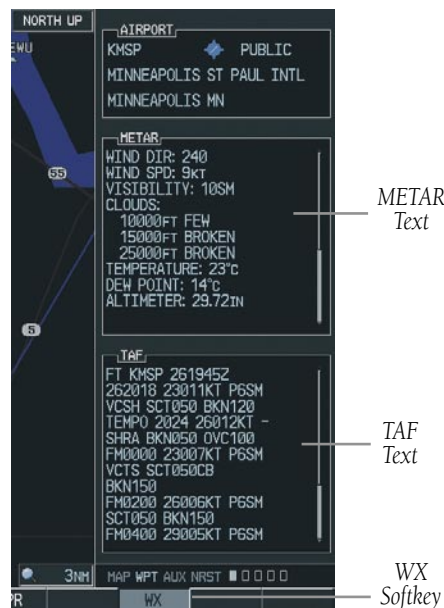 NORTH UP
EWU
55
5
3NM
AIRPORT
KMSP PUBLIC
MINNEAPOLIS ST PAUL INTL
MINNEAPOLIS MN
METAR
WIND DIR: 240
WIND SPD: 9KT
VISIBILITY: 10SM
CLOUDS:
10000FT FEW
15000FT BROKEN
25000FT BROKEN
TEMPERATURE: 23°C
DEW POINT: 14°C
ALTIMETER: 29.72IN
METAR
Text
TAF
FT KMSP 261945Z
262018 23011KT P6SM
VCSH SCT050 BKN120
TEMPO 2024 26012KT -
SHRA BKN050 OVC100
FM0000 23007KT P6SM
VCTS SCT050CB
BKN150
FM0200 26006KT P6SM
SCT050 BKN150
FM0400 29005KT P6SM
TAF
Text
MAP WPT AUX NRST
PR
WX
WX
Softkey